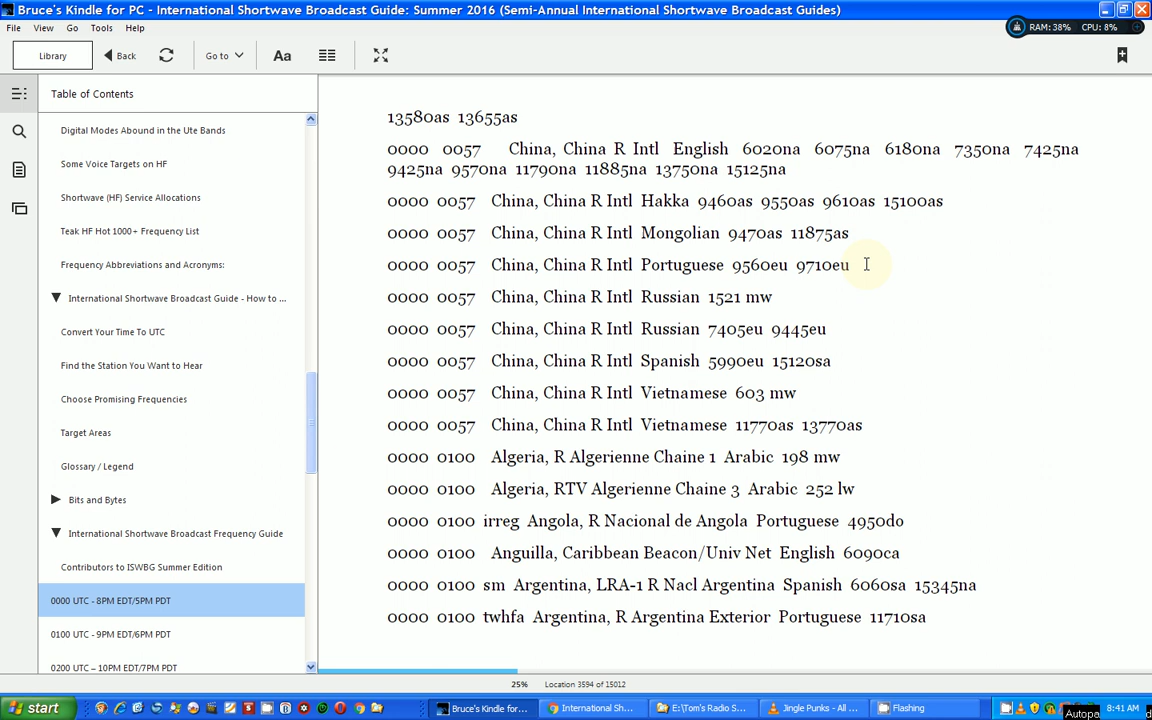 Bruce's Kindle for PC - International Shortwave Broadcast Guide: Summer 2016 (Semi-Annual International Shortwave Broadcast Guides)
File View Go Tools Help
RAM: 38% CPU: 8%
Library Back Go to Aa
Table of Contents
Digital Modes Abound in the Ute Bands
Some Voice Targets on HF
Shortwave (HF) Service Allocations
Teak HF Hot 1000+ Frequency List
Frequency Abbreviations and Acronyms:
International Shortwave Broadcast Guide - How to ...
Convert Your Time To UTC
Find the Station You Want to Hear
Choose Promising Frequencies
Target Areas
Glossary / Legend
Bits and Bytes
International Shortwave Broadcast Frequency Guide
Contributors to ISWBG Summer Edition
0000 UTC - 8PM EDT/5PM PDT
0100 UTC - 9PM EDT/6PM PDT
0200 UTC – 10PM EDT/7PM PDT
13580as 13655as
0000 0057 China, China R Intl English 6020na 6075na 6180na 7350na 7425na
9425na 9570na 11790na 11885na 13750na 15125na
0000 0057 China, China R Intl Hakka 9460as 9550as 9610as 15100as
0000 0057 China, China R Intl Mongolian 9470as 11875as
0000 0057 China, China R Intl Portuguese 9560eu 9710eu
0000 0057 China, China R Intl Russian 1521 mw
0000 0057 China, China R Intl Russian 7405eu 9445eu
0000 0057 China, China R Intl Spanish 5990eu 15120sa
0000 0057 China, China R Intl Vietnamese 603 mw
0000 0057 China, China R Intl Vietnamese 11770as 13770as
0000 0100 Algeria, R Algerienne Chaine 1 Arabic 198 mw
0000 0100 Algeria, RTV Algerienne Chaine 3 Arabic 252 lw
0000 0100 irreg Angola, R Nacional de Angola Portuguese 4950do
0000 0100 Anguilla, Caribbean Beacon/Univ Net English 6090ca
0000 0100 sm Argentina, LRA-1 R Nacl Argentina Spanish 6060sa 15345na
0000 0100 twhfa Argentina, R Argentina Exterior Portuguese 11710sa
25% Location 3594 of 15012
start Bruce's Kindle for... International Sh... E:\Tom's Radio S... Jingle Punks - All ... Flashing 8:41 AM
Autopa